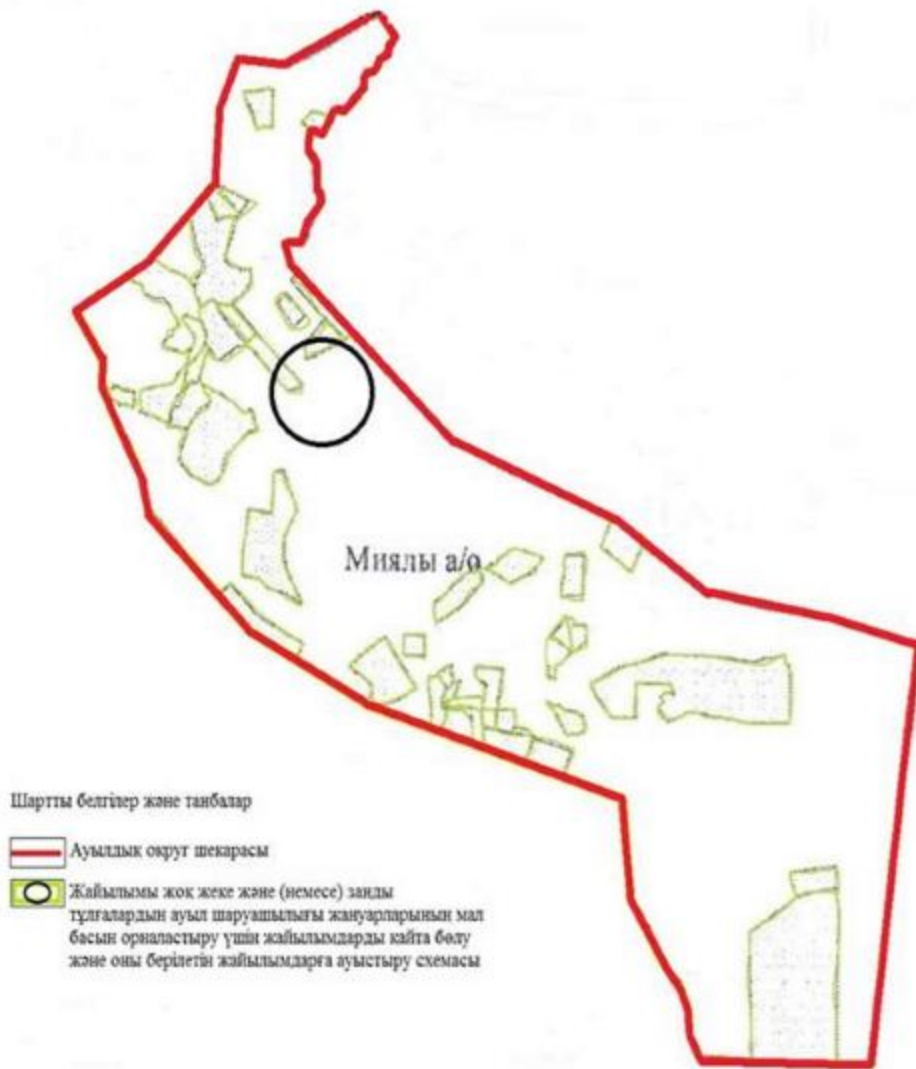 Миялы а/о
Шартты белгілер және танбалар
Ауылдық округ шекарасы
Жайылымы жоқ жеке және (немесе) заңды
тұлғалардың ауыл шаруашылығы жануарларының мал
басын орналастыру үшін жайылымдарды қайта бөлу
және оны берілетін жайылымдарға ауыстыру схемасы